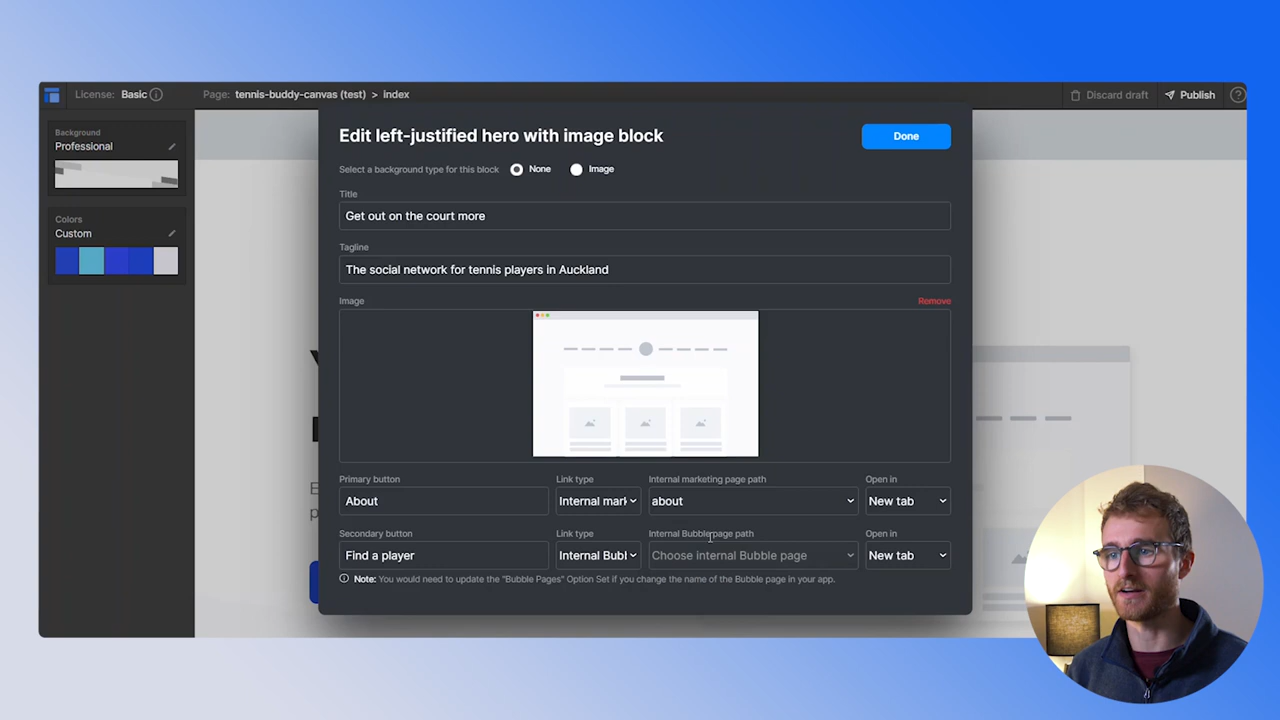 License: Basic
Page: tennis-buddy-canvas (test) > index
Discard draft
Publish
?
Background
Professional
Colors
Custom
Edit left-justified hero with image block
Done
Select a background type for this block
None
Image
Title
Get out on the court more
Tagline
The social network for tennis players in Auckland
Image
Remove
Primary button
Link type
Internal marketing page path
Open in
About
Internal mark
about
New tab
Secondary button
Link type
Internal Bubble page path
Open in
Find a player
Internal Bubl
Choose internal Bubble page
New tab
Note: You would need to update the "Bubble Pages" Option Set if you change the name of the Bubble page in your app.